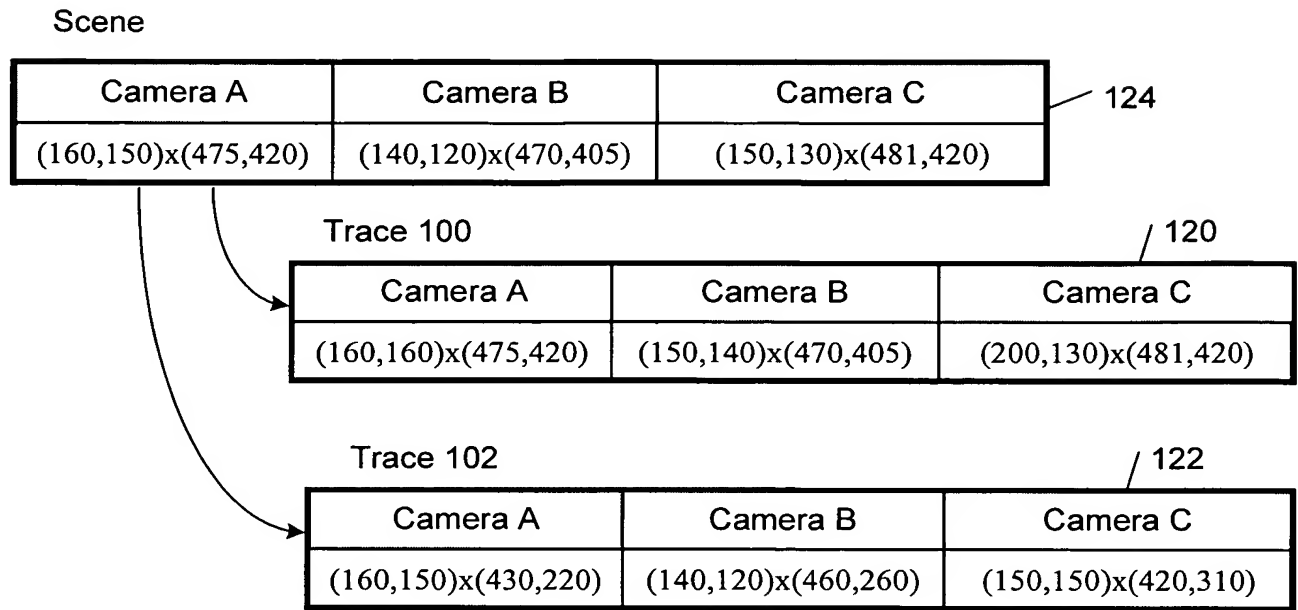 Scene
Camera A Camera B Camera C 124
(160,150)x(475,420) (140,120)x(470,405) (150,130)x(481,420)
Trace 100 120
Camera A Camera B Camera C
(160,160)x(475,420) (150,140)x(470,405) (200,130)x(481,420)
Trace 102 122
Camera A Camera B Camera C
(160,150)x(430,220) (140,120)x(460,260) (150,150)x(420,310)